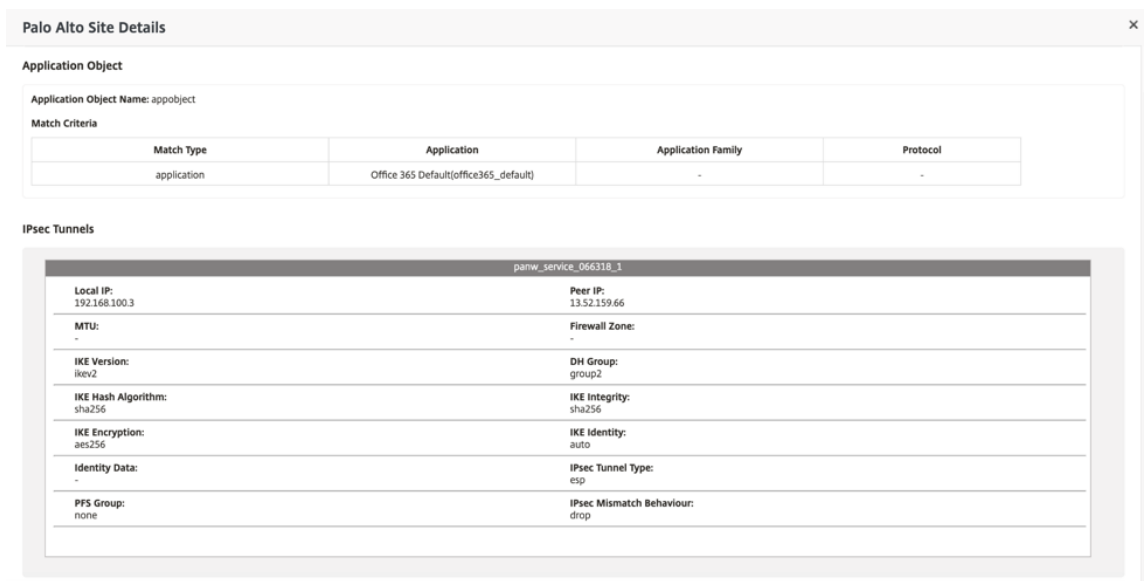 Palo Alto Site Details
×
Application Object
Application Object Name: appobject
Match Criteria
Match Type Application Application Family Protocol
application Office 365 Default(office365_default) - -
IPsec Tunnels
panw_service_066318_1
Local IP: Peer IP:
192.168.100.3 13.52.159.66
MTU: Firewall Zone:
- -
IKE Version: DH Group:
ikev2 group2
IKE Hash Algorithm: IKE Integrity:
sha256 sha256
IKE Encryption: IKE Identity:
aes256 auto
Identity Data: IPsec Tunnel Type:
- esp
PFS Group: IPsec Mismatch Behaviour:
none drop